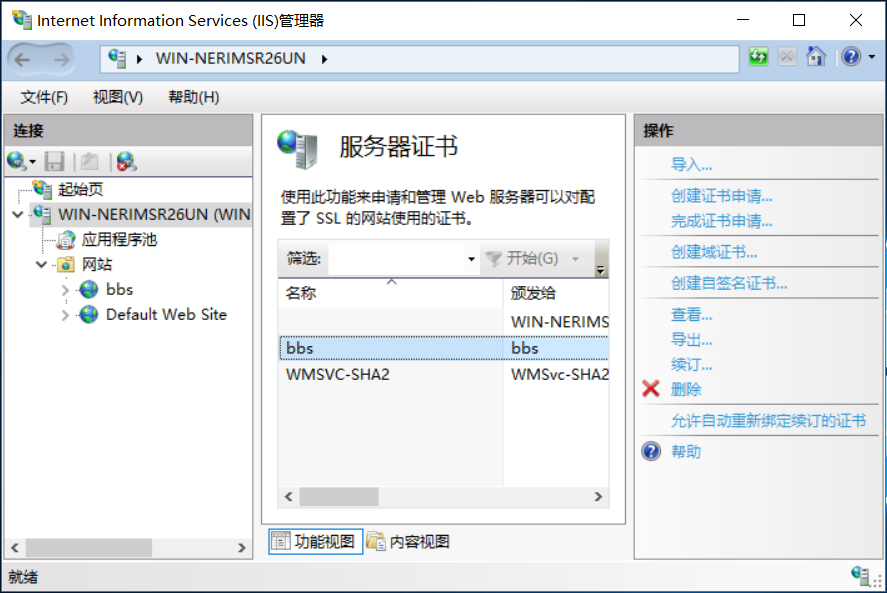 Internet Information Services (IIS)管理器
WIN-NERIMSR26UN
文件(F) 视图(V) 帮助(H)
连接
起始页
WIN-NERIMSR26UN (WIN
应用程序池
网站
bbs
Default Web Site
服务器证书
使用此功能来申请和管理 Web 服务器可以对配
置了 SSL 的网站使用的证书。
筛选: 开始(G)
名称 颁发给
WIN-NERIMS
bbs bbs
WMSVC-SHA2 WMSvc-SHA2
功能视图 内容视图
操作
导入...
创建证书申请...
完成证书申请...
创建域证书...
创建自签名证书...
查看...
导出...
续订...
删除
允许自动重新绑定续订的证书
帮助
就绪